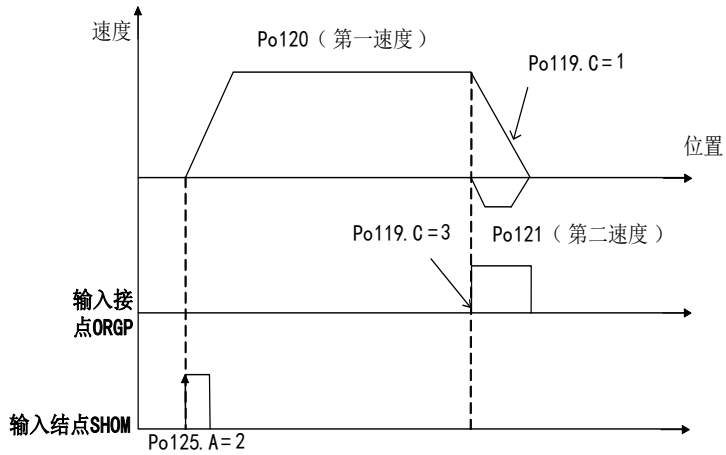 速度
Po120（第一速度）
Po119.C=1
位置
Po119.C=3
Po121（第二速度）
输入接
点ORGP
输入结点SHOM
Po125.A=2